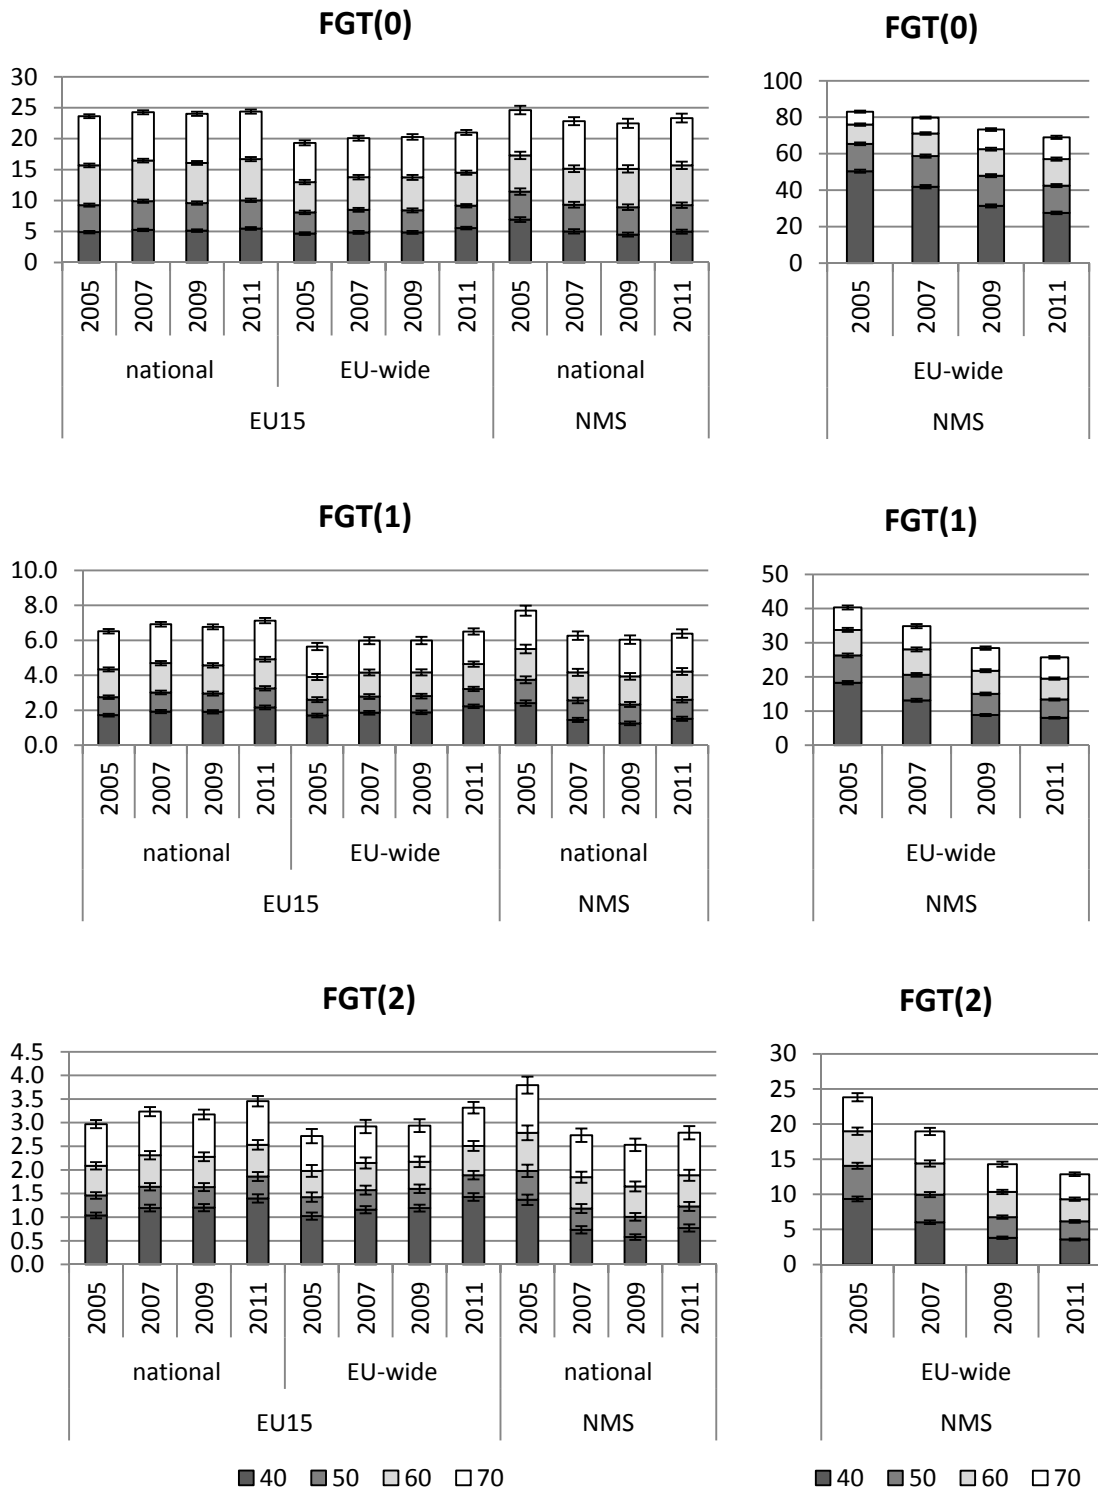 FGT(0)
30
25
20
15
10
5
0
2005 2007 2009 2011 2005 2007 2009 2011 2005 2007 2009 2011
national EU-wide national
EU15 NMS
FGT(0)
100
80
60
40
20
0
2005 2007 2009 2011
EU-wide
NMS
FGT(1)
10.0
8.0
6.0
4.0
2.0
0.0
2005 2007 2009 2011 2005 2007 2009 2011 2005 2007 2009 2011
national EU-wide national
EU15 NMS
FGT(1)
50
40
30
20
10
0
2005 2007 2009 2011
EU-wide
NMS
FGT(2)
4.5
4.0
3.5
3.0
2.5
2.0
1.5
1.0
0.5
0.0
2005 2007 2009 2011 2005 2007 2009 2011 2005 2007 2009 2011
national EU-wide national
EU15 NMS
40 50 60 70
FGT(2)
30
25
20
15
10
5
0
2005 2007 2009 2011
EU-wide
NMS
40 50 60 70